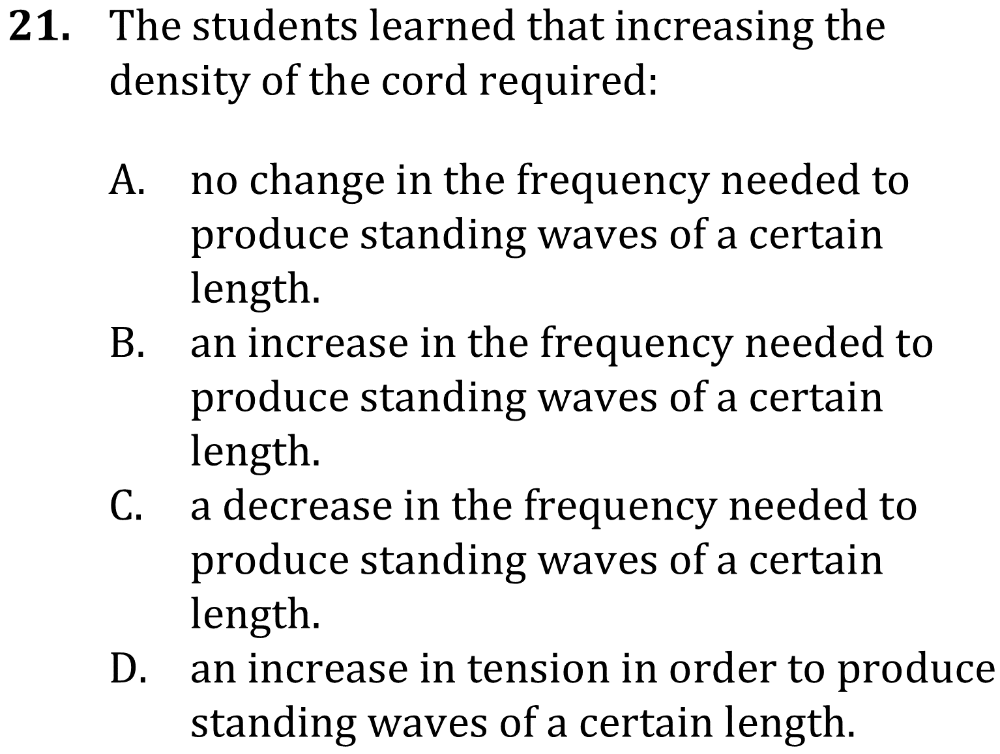 21. The students learned that increasing the
density of the cord required:
A. no change in the frequency needed to
produce standing waves of a certain
length.
B. an increase in the frequency needed to
produce standing waves of a certain
length.
C. a decrease in the frequency needed to
produce standing waves of a certain
length.
D. an increase in tension in order to produce
standing waves of a certain length.